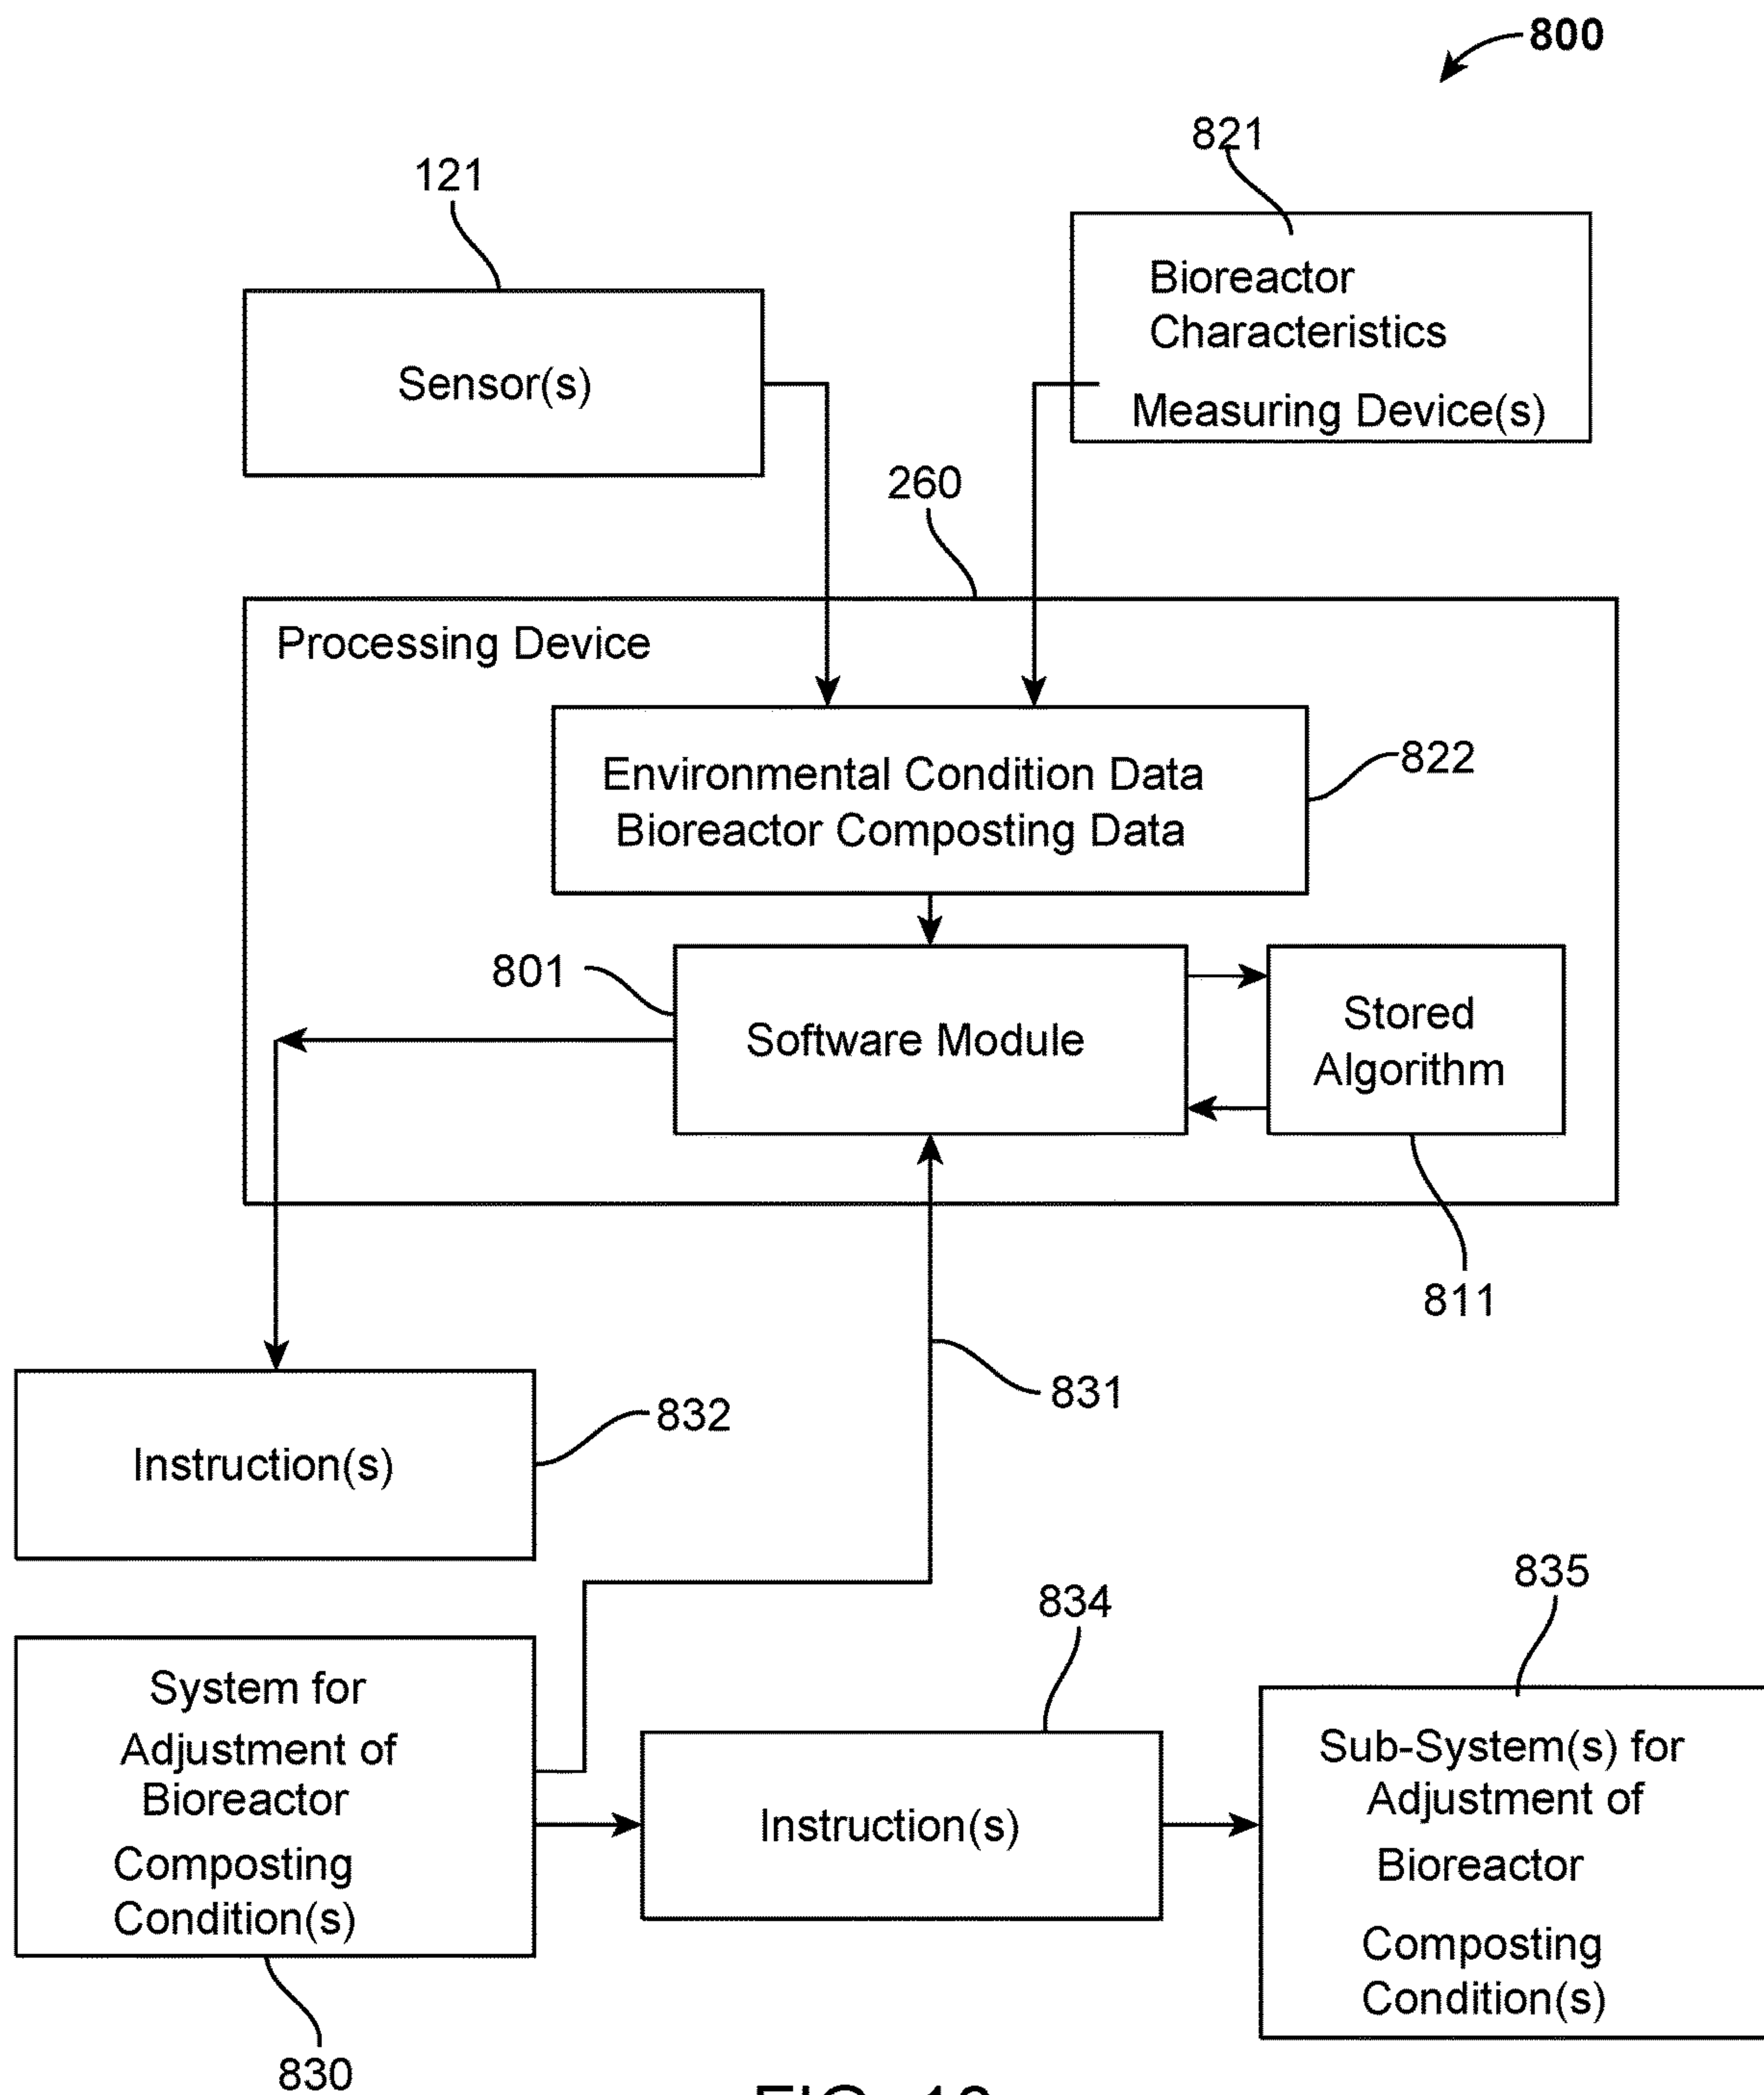 800
821
121
Bioreactor
Characteristics
Measuring Device(s)
Sensor(s)
260
Processing Device
Environmental Condition Data
Bioreactor Composting Data
822
801
Software Module
Stored
Algorithm
811
831
832
Instruction(s)
835
834
System for
Adjustment of
Bioreactor
Composting
Condition(s)
Instruction(s)
Sub-System(s) for
Adjustment of
Bioreactor
Composting
Condition(s)
830